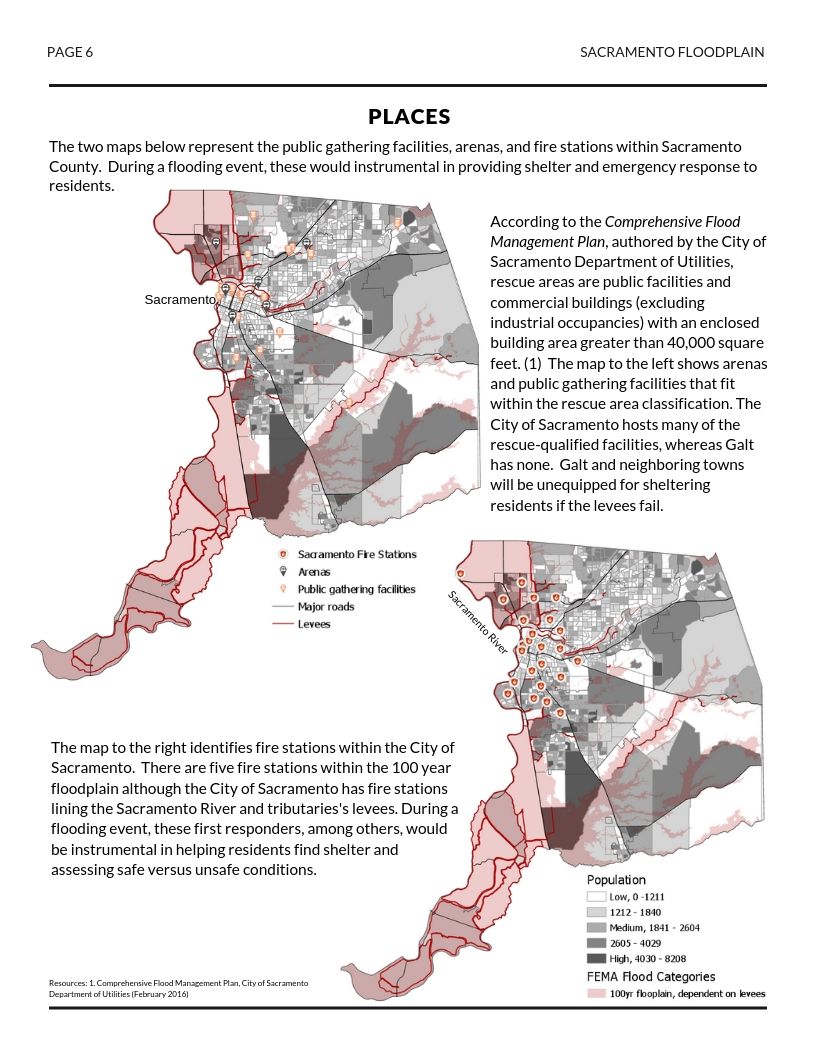 PAGE 6
SACRAMENTO FLOODPLAIN
PLACES
The two maps below represent the public gathering facilities, arenas, and fire stations within Sacramento
County.  During a flooding event, these would instrumental in providing shelter and emergency response to
residents.
According to the Comprehensive Flood
Management Plan, authored by the City of
Sacramento Department of Utilities,
rescue areas are public facilities and
commercial buildings (excluding
industrial occupancies) with an enclosed
building area greater than 40,000 square
feet. (1)  The map to the left shows arenas
and public gathering facilities that fit
within the rescue area classification. The
City of Sacramento hosts many of the
rescue-qualified facilities, whereas Galt
has none.  Galt and neighboring towns
will be unequipped for sheltering
residents if the levees fail.
Sacramento
Sacramento Fire Stations
Arenas
Public gathering facilities
Major roads
Levees
Sacramento River
The map to the right identifies fire stations within the City of
Sacramento.  There are five fire stations within the 100 year
floodplain although the City of Sacramento has fire stations
lining the Sacramento River and tributaries's levees. During a
flooding event, these first responders, among others, would
be instrumental in helping residents find shelter and
assessing safe versus unsafe conditions.
Population
Low, 0 -1211
1212 - 1840
Medium, 1841 - 2604
2605 - 4029
High, 4030 - 8208
FEMA Flood Categories
100yr flooplain, dependent on levees
Resources: 1. Comprehensive Flood Management Plan, City of Sacramento
Department of Utilities (February 2016)